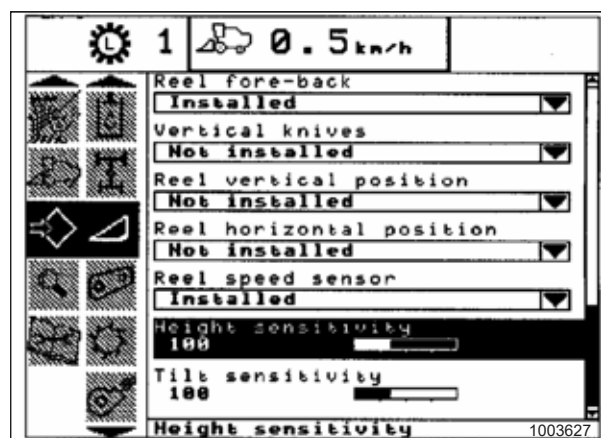 1 0.5km/h
Reel fore-back
Installed
Vertical knives
Not installed
Reel vertical position
Not installed
Reel horizontal position
Not installed
Reel speed sensor
Installed
Height sensitivity
100
Tilt sensitivity
100
Height sensitivity
1003627